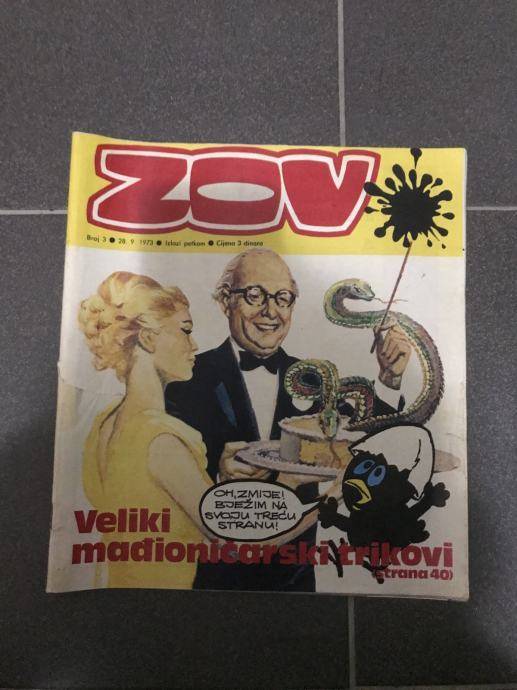 ZOV
Broj 3 ● 28. 9 1973 ● Izlazi petkom ● Cijena 3 dinara
OH, ZMIJE!
BJEŽIM NA
SVOJU TREĆU
STRANU!
Veliki
mađioničarski trikovi
(strana 40)